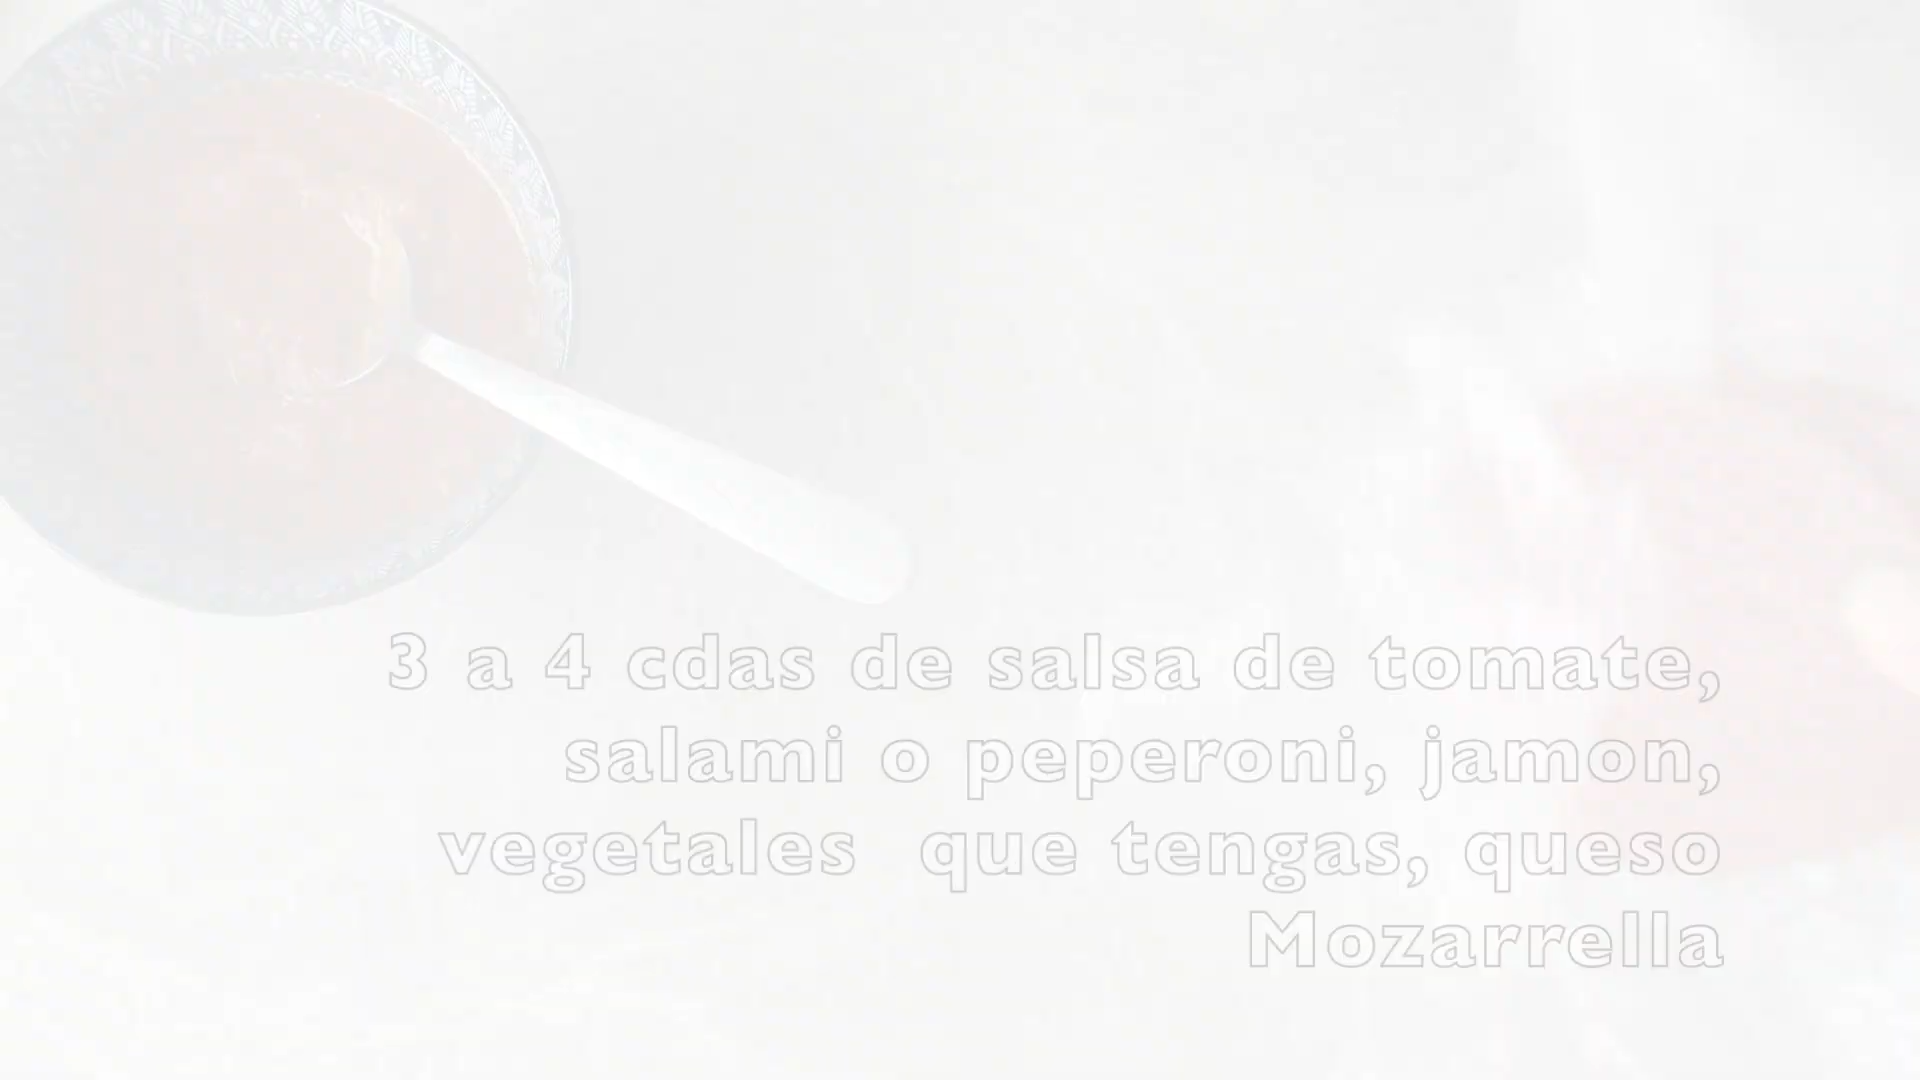 3 a 4 cdas de salsa de tomate,
salami o peperoni, jamon,
vegetales que tengas, queso
Mozarrella